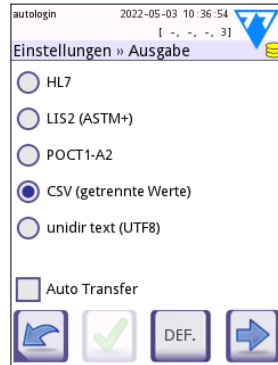 autologin
2022-05-03 10:36:54
[ -, -, -, 3]
Einstellungen » Ausgabe
HL7
LIS2 (ASTM+)
POCT1-A2
CSV (getrennte Werte)
unidir text (UTF8)
Auto Transfer
DEF.